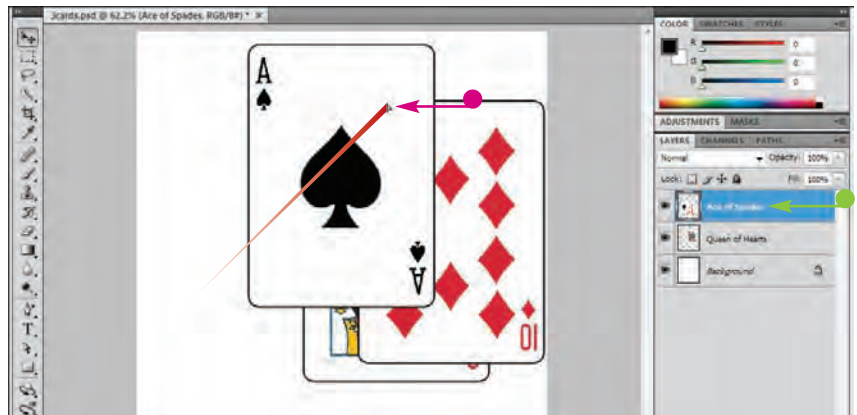 3cards.psd @ 62.2% (Ace of Spades, RGB/8#) * ×
COLOR SWATCHES STYLES
R 0
G 0
B 0
ADJUSTMENTS MASKS
LAYERS CHANNELS PATHS
Normal Opacity: 100%
Lock: Fill: 100%
Ace of Spades
Queen of Hearts
Background
A
A
10
T